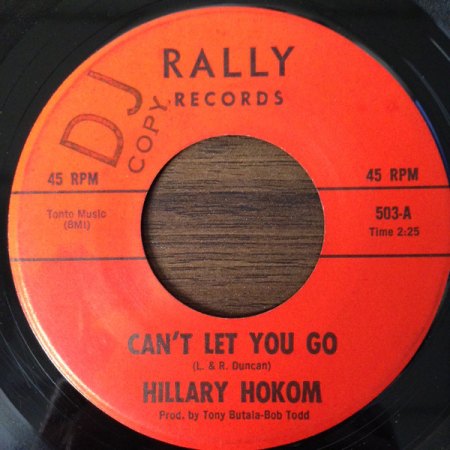 RALLY
RECORDS
DJ
COPY
45 RPM
45 RPM
Tonto Music
(BMI)
503-A
Time 2:25
CAN'T LET YOU GO
(L. & R. Duncan)
HILLARY HOKOM
Prod. by Tony Butala-Bob Todd